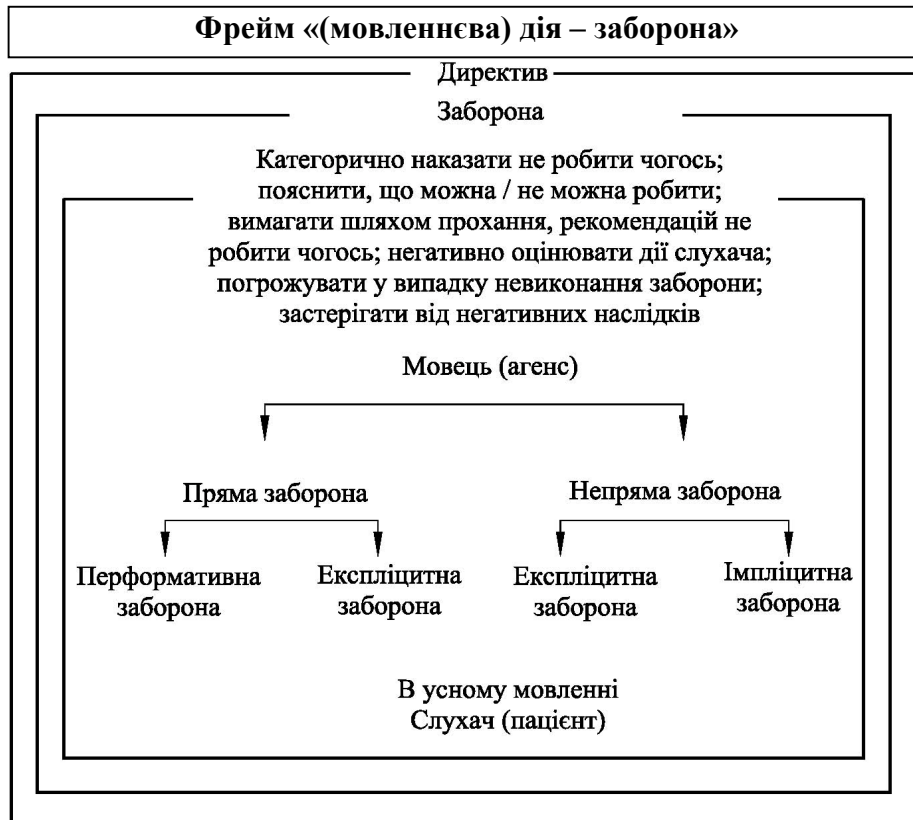 Фрейм «(мовленнєва) дія – заборона»
Директив
Заборона
Категорично наказати не робити чогось;
пояснити, що можна / не можна робити;
вимагати шляхом прохання, рекомендацій не
робити чогось; негативно оцінювати дії слухача;
погрожувати у випадку невиконання заборони;
застерігати від негативних наслідків
Мовець (агенс)
Пряма заборона
Непряма заборона
Перформативна
заборона
Експліцитна
заборона
Експліцитна
заборона
Імпліцитна
заборона
В усному мовленні
Слухач (пацієнт)